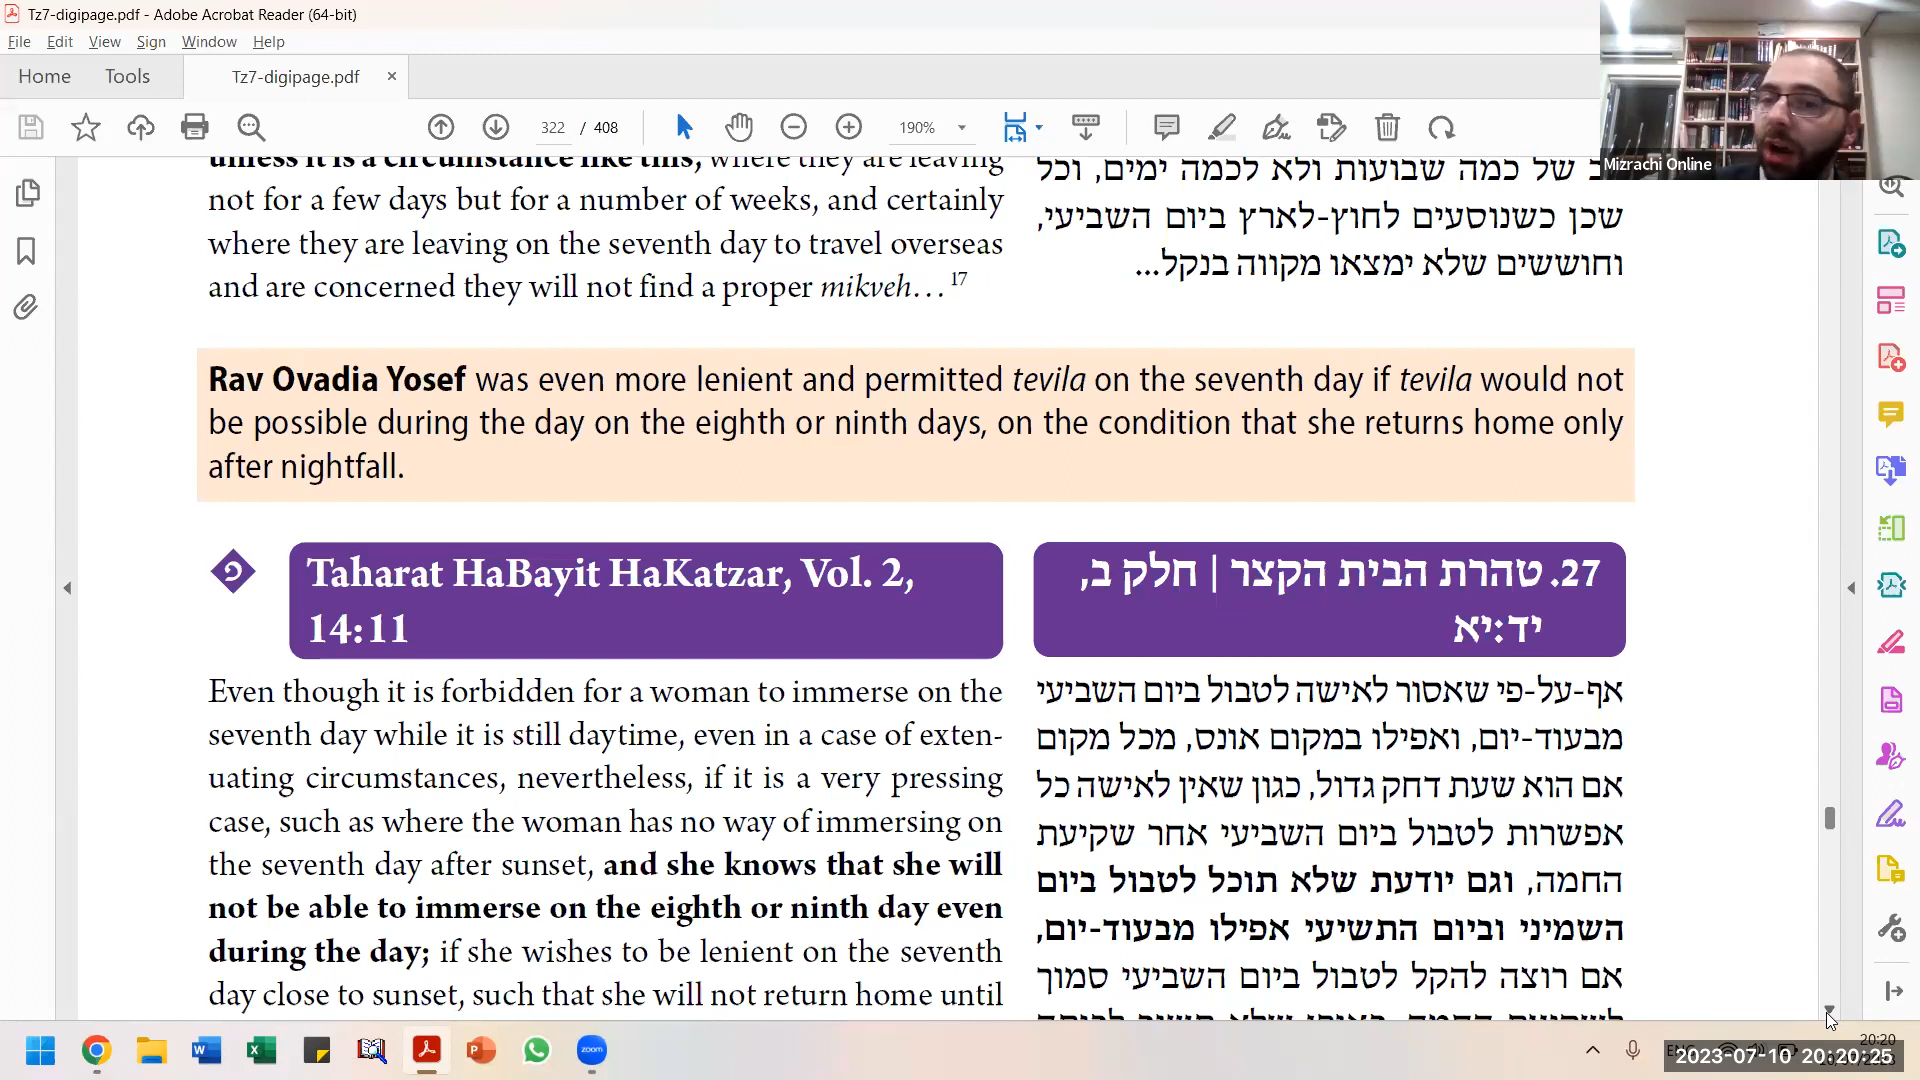 Tz7-digipage.pdf - Adobe Acrobat Reader (64-bit)
File Edit View Sign Window Help
Home Tools Tz7-digipage.pdf ×
322 / 408 190%
Mizrachi Online
unless it is a circumstance like this, where they are leaving
not for a few days but for a number of weeks, and certainly
where they are leaving on the seventh day to travel overseas
and are concerned they will not find a proper mikveh…17
של כמה שבועות ולא לכמה ימים, וכל
שכן כשנוסעים לחוץ-לארץ ביום השביעי,
וחוששים שלא ימצאו מקווה בנקל...
Rav Ovadia Yosef was even more lenient and permitted tevila on the seventh day if tevila would not
be possible during the day on the eighth or ninth days, on the condition that she returns home only
after nightfall.
Taharat HaBayit HaKatzar, Vol. 2,
14:11
Even though it is forbidden for a woman to immerse on the
seventh day while it is still daytime, even in a case of exten-
uating circumstances, nevertheless, if it is a very pressing
case, such as where the woman has no way of immersing on
the seventh day after sunset, and she knows that she will
not be able to immerse on the eighth or ninth day even
during the day; if she wishes to be lenient on the seventh
day close to sunset, such that she will not return home until
27. טהרת הבית הקצר | חלק ב,
יד:יא
אף-על-פי שאסור לאישה לטבול ביום השביעי
מבעוד-יום, ואפילו במקום אונס, מכל מקום
אם הוא שעת דחק גדול, כגון שאין לאישה כל
אפשרות לטבול ביום השביעי אחר שקיעת
החמה, וגם יודעת שלא תוכל לטבול ביום
השמיני וביום התשיעי אפילו מבעוד-יום,
אם רוצה להקל לטבול ביום השביעי סמוך
zoom
20:20
2023-07-10 20:20:25